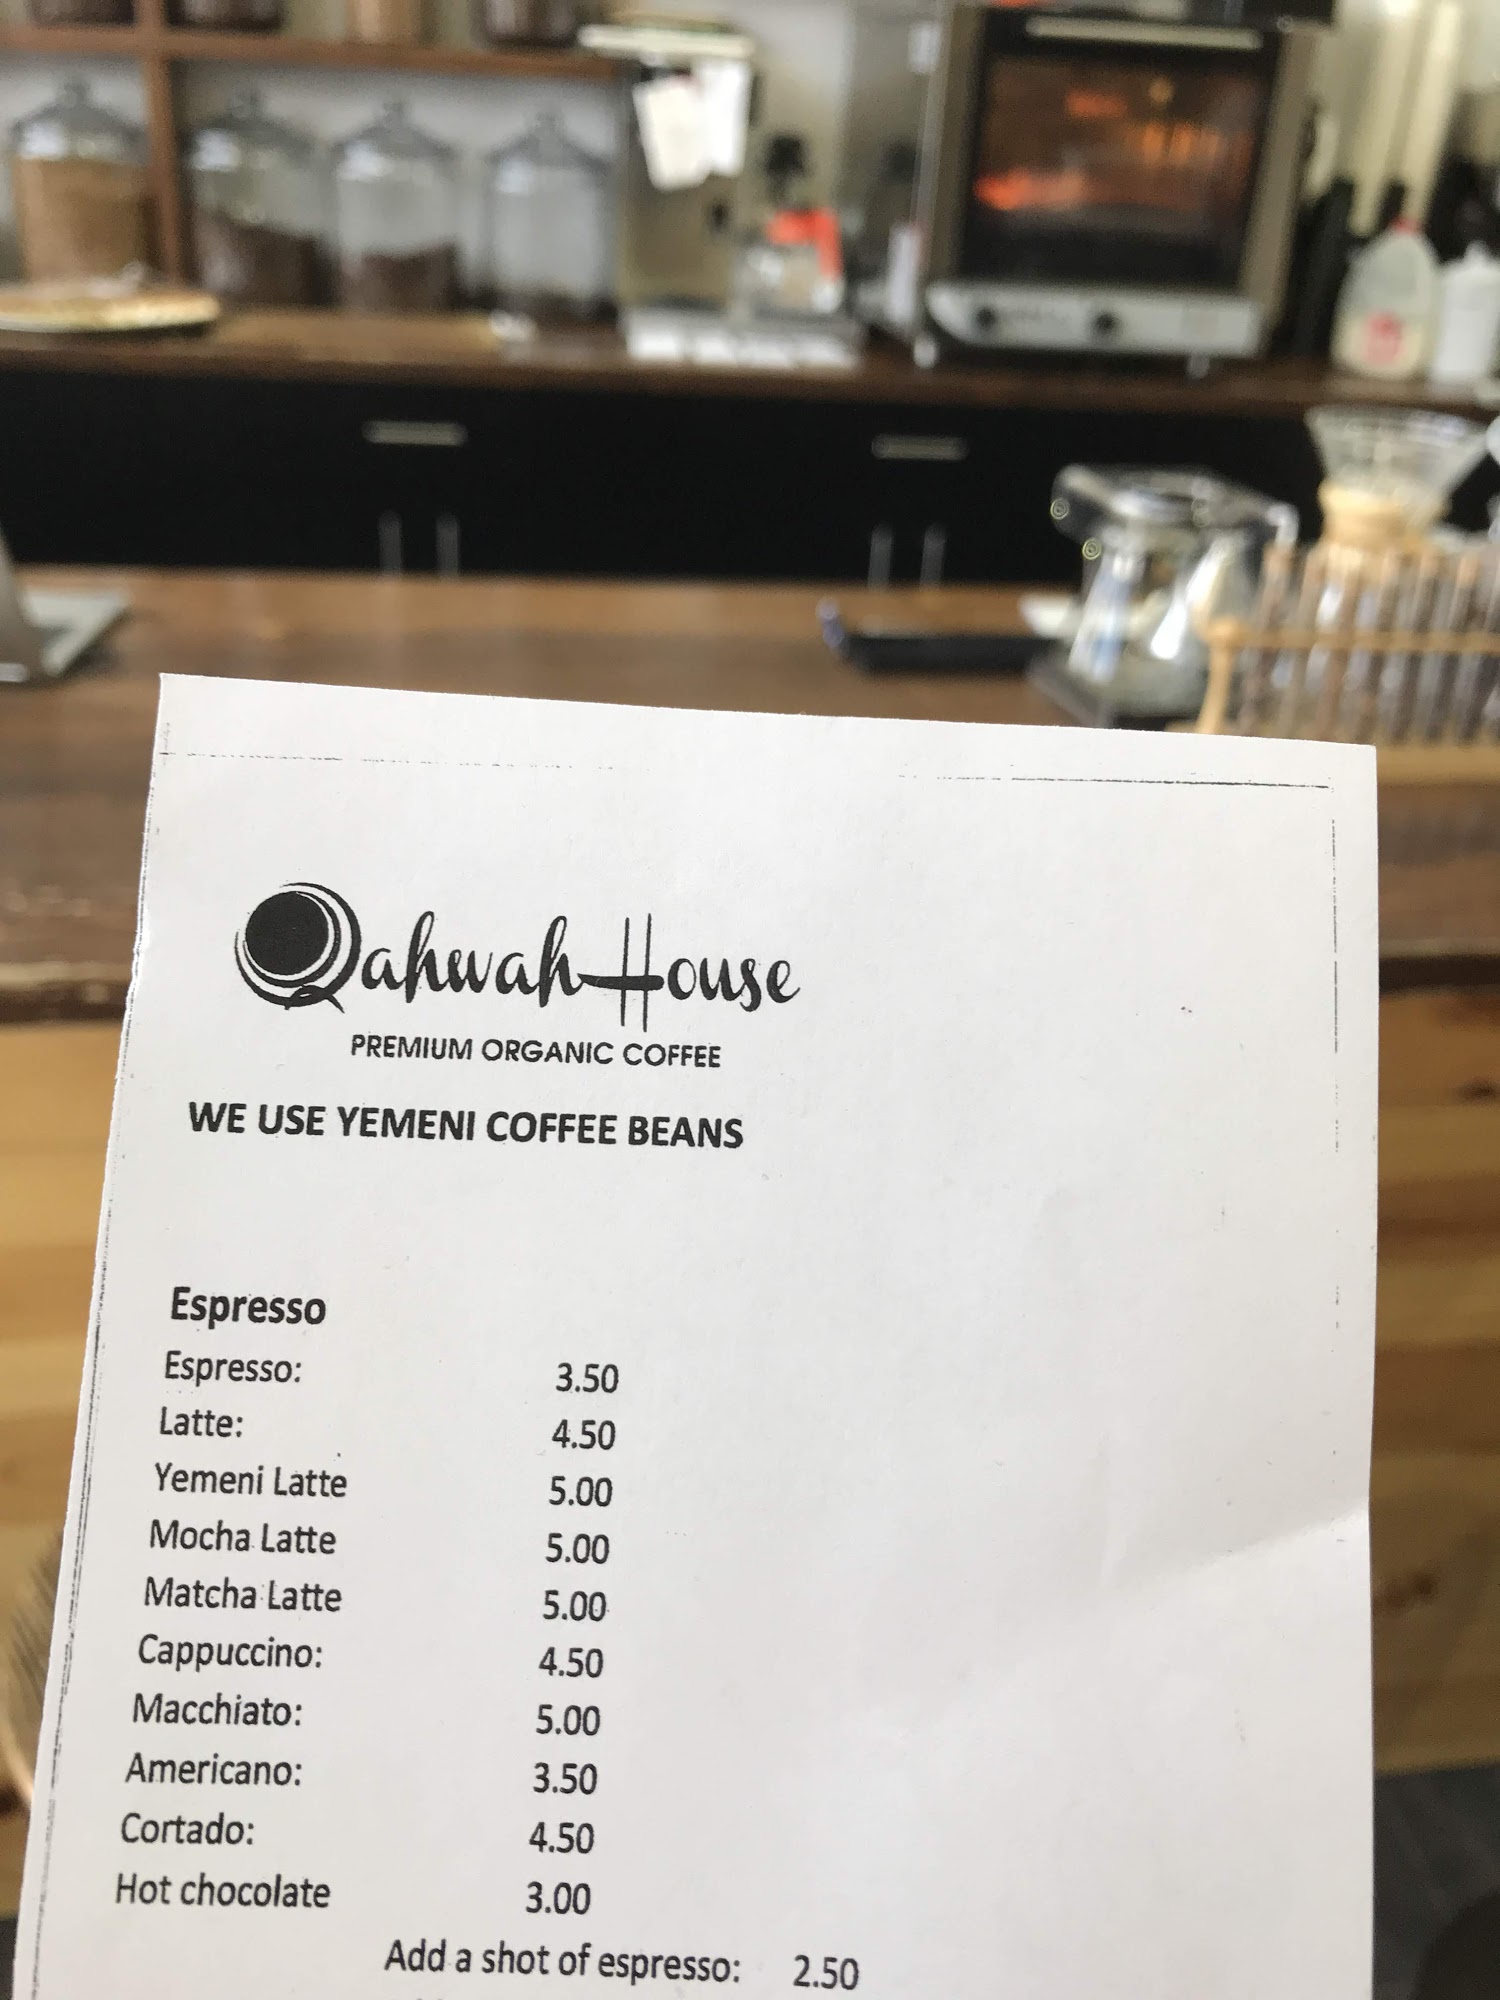 Qahwah House
PREMIUM ORGANIC COFFEE
WE USE YEMENI COFFEE BEANS
Espresso
Espresso: 3.50
Latte: 4.50
Yemeni Latte 5.00
Mocha Latte 5.00
Matcha Latte 5.00
Cappuccino: 4.50
Macchiato: 5.00
Americano: 3.50
Cortado: 4.50
Hot chocolate 3.00
Add a shot of espresso: 2.50